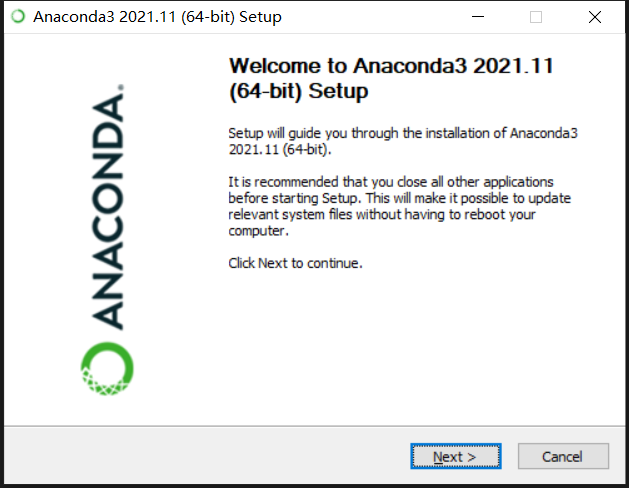 Anaconda3 2021.11 (64-bit) Setup
Welcome to Anaconda3 2021.11
(64-bit) Setup
Setup will guide you through the installation of Anaconda3
2021.11 (64-bit).
It is recommended that you close all other applications
before starting Setup. This will make it possible to update
relevant system files without having to reboot your
computer.
Click Next to continue.
ANACONDA.
Next >
Cancel